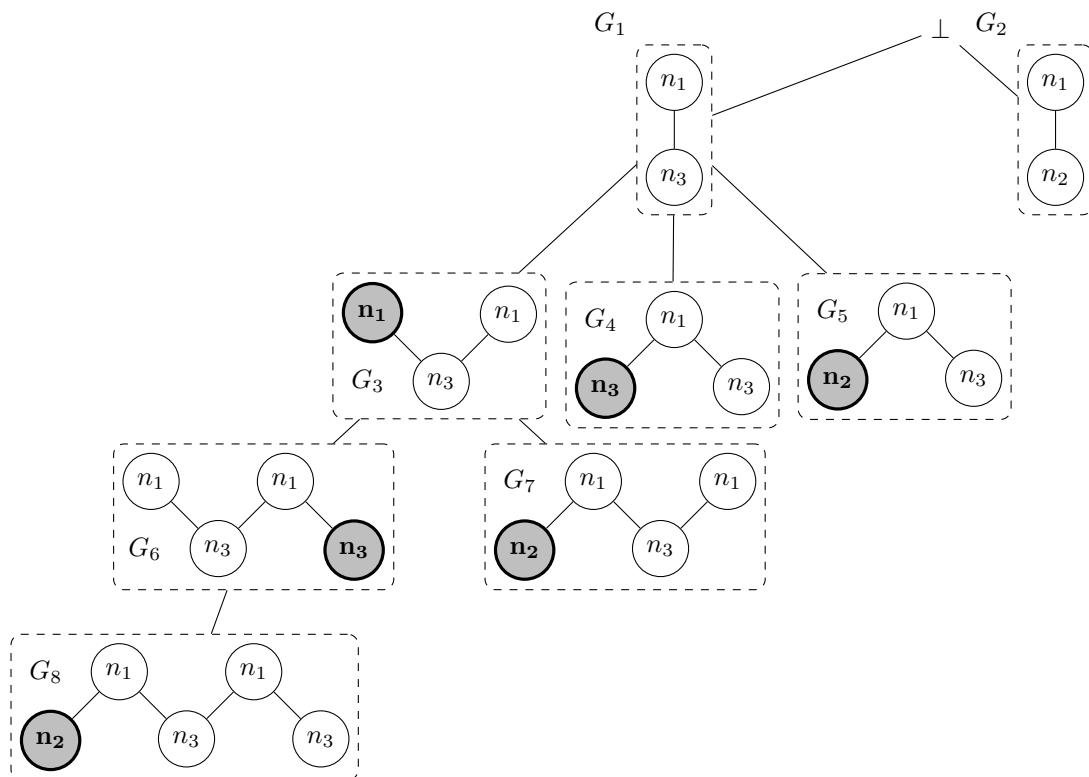 G₁ ⊥ G₂
n₁ n₁
n₃ n₂
n₁ n₁
G₃ n₃
G₄ n₁
n₃ n₃
G₅ n₁
n₂ n₃
n₁ n₁
G₆ n₃ n₃
G₇ n₁ n₁
n₂ n₃
G₈ n₁ n₁
n₂ n₃ n₃